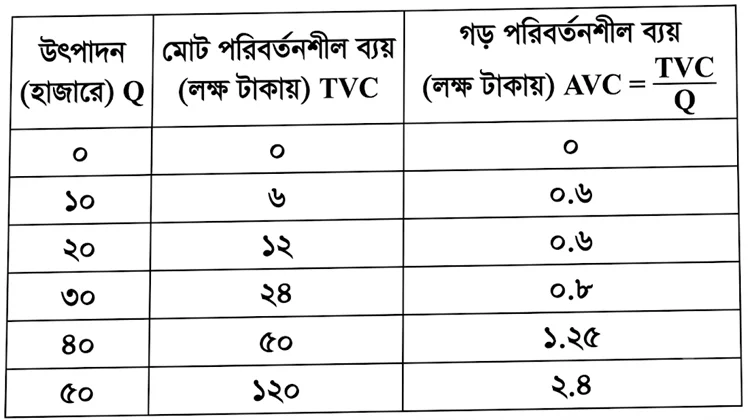 উৎপাদন
(হাজারে) Q
মোট পরিবর্তনশীল ব্যয়
(লক্ষ টাকায়) TVC
গড় পরিবর্তনশীল ব্যয়
(লক্ষ টাকায়) AVC = TVC/Q
০ ০ ০
১০ ৬ ০.৬
২০ ১২ ০.৬
৩০ ২৪ ০.৮
৪০ ৫০ ১.২৫
৫০ ১২০ ২.৪